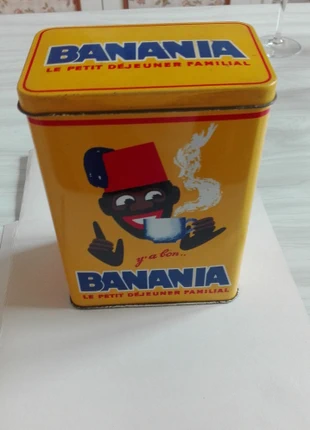 BANANIA
LE PETIT DÉJEUNER FAMILIAL
y'a bon..
BANANIA
LE PETIT DÉJEUNER FAMILIAL